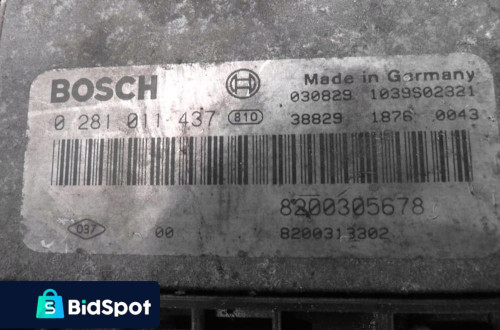 BOSCH Made in Germany
030829 1039S02321
0 281 011 437 810 38829 1876 0043
8200305678
037 00 8200313302
S BidSpot